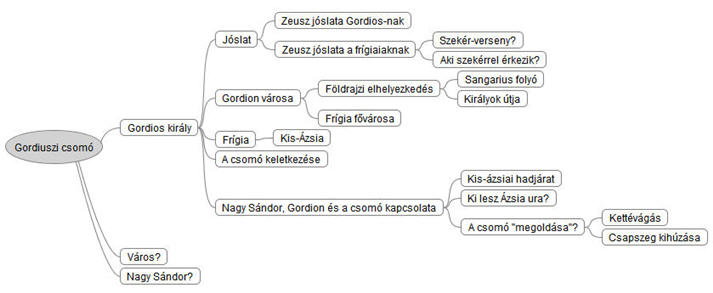 Gordiuszi csomó
Gordios király
Jóslat
Zeusz jóslata Gordios-nak
Zeusz jóslata a frígiaiaknak
Szekér-verseny?
Aki szekérrel érkezik?
Gordion városa
Földrajzi elhelyezkedés
Sangarius folyó
Királyok útja
Frígia fővárosa
Frígia
Kis-Ázsia
A csomó keletkezése
Nagy Sándor, Gordion és a csomó kapcsolata
Kis-ázsiai hadjárat
Ki lesz Ázsia ura?
A csomó "megoldása"?
Kettévágás
Csapszeg kihúzása
Város?
Nagy Sándor?